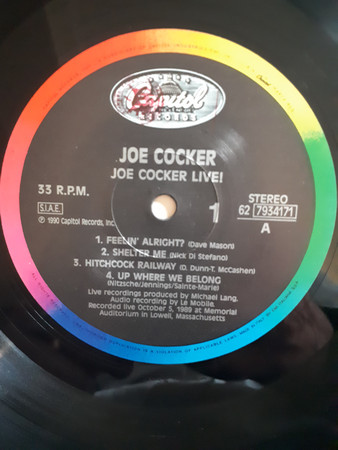 Capitol
RECORDS
JOE COCKER
JOE COCKER LIVE!
33 R.P.M.
S.I.A.E.
℗ 1990 Capitol Records, Inc.
1
STEREO
62 7934171
A
1. FEELIN' ALRIGHT? (Dave Mason)
2. SHELTER ME (Nick Di Stefano)
3. HITCHCOCK RAILWAY (D. Dunn-T. McCashen)
4. UP WHERE WE BELONG
(Nitzsche/Jennings/Sainte-Marie)
Live recordings produced by Michael Lang.
Audio recording by Le Mobile.
Recorded live October 5, 1989 at Memorial
Auditorium in Lowell, Massachusetts